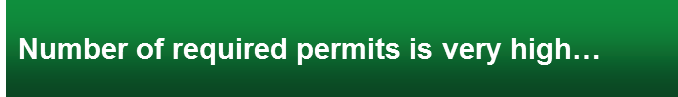 Number of required permits is very high…